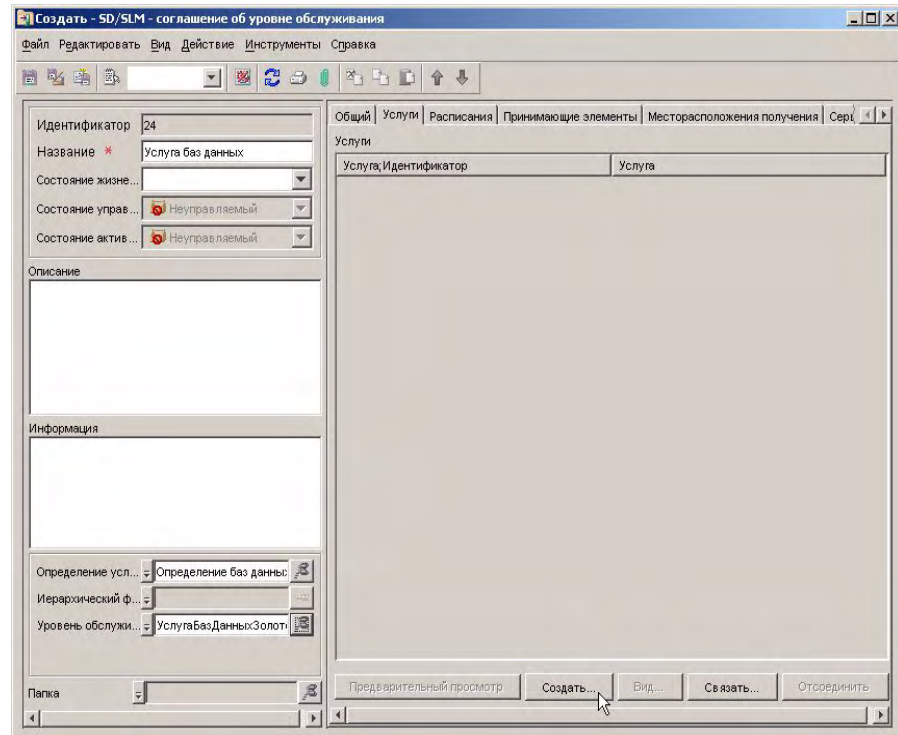 Создать - SD/SLM - соглашение об уровне обслуживания
Файл Редактировать Вид Действие Инструменты Справка
Идентификатор 24
Название * Услуга баз данных
Состояние жизне...
Состояние управ... Неуправляемый
Состояние актив... Неуправляемый
Описание
Информация
Определение усл... Определение баз данных
Иерархический ф...
Уровень обслужи... УслугаБазДанныхЗолот
Папка
Общий Услуги Расписания Принимающие элементы Месторасположения получения Сер
Услуги
Услуга;Идентификатор Услуга
Предварительный просмотр Создать... Вид... Связать... Отсоединить